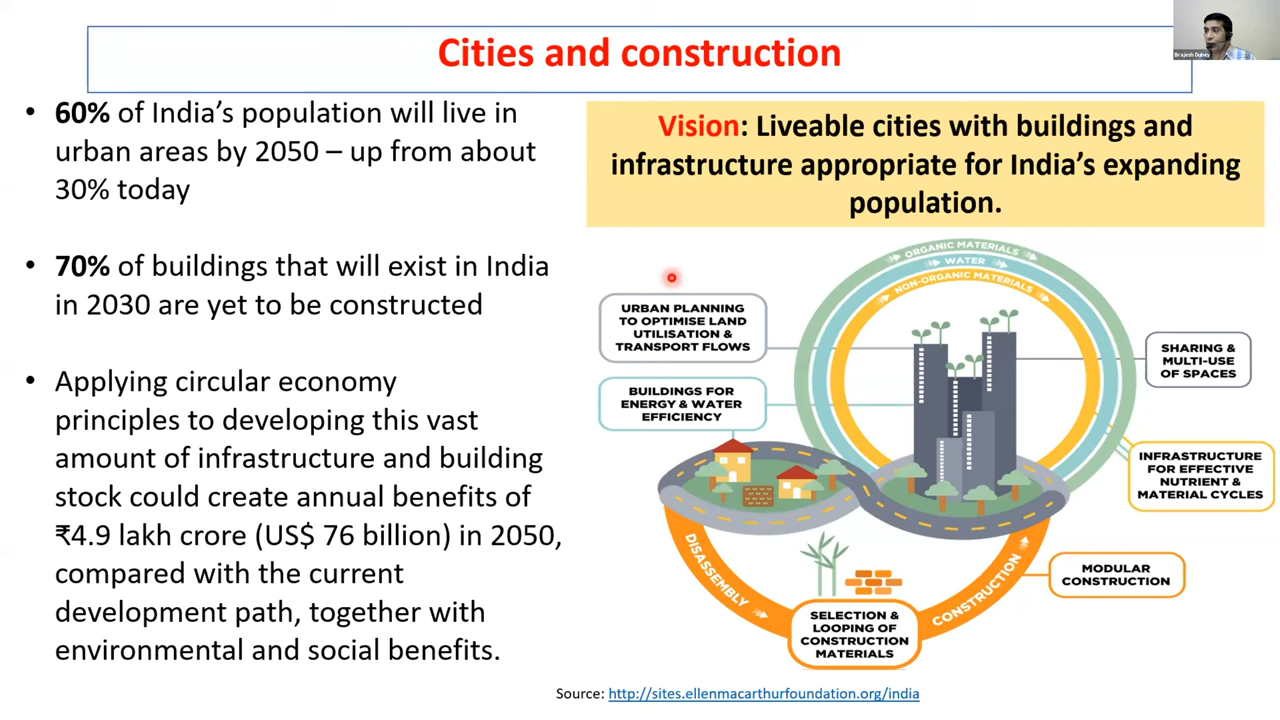 Cities and construction
Brajesh Dubey
• 60% of India's population will live in
urban areas by 2050 – up from about
30% today
• 70% of buildings that will exist in India
in 2030 are yet to be constructed
• Applying circular economy
principles to developing this vast
amount of infrastructure and building
stock could create annual benefits of
₹4.9 lakh crore (US$ 76 billion) in 2050,
compared with the current
development path, together with
environmental and social benefits.
Vision: Liveable cities with buildings and
infrastructure appropriate for India's expanding
population.
ORGANIC MATERIALS
WATER
NON-ORGANIC MATERIALS
URBAN PLANNING
TO OPTIMISE LAND
UTILISATION &
TRANSPORT FLOWS
BUILDINGS FOR
ENERGY & WATER
EFFICIENCY
SHARING &
MULTI-USE
OF SPACES
INFRASTRUCTURE
FOR EFFECTIVE
NUTRIENT &
MATERIAL CYCLES
MODULAR
CONSTRUCTION
DISASSEMBLY
CONSTRUCTION
SELECTION &
LOOPING OF
CONSTRUCTION
MATERIALS
Source: http://sites.ellenmacarthurfoundation.org/india